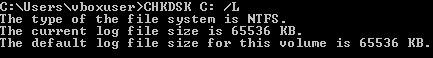 C:\Users\vboxuser>CHKDSK C: /L
The type of the file system is NTFS.
The current log file size is 65536 KB.
The default log file size for this volume is 65536 KB.